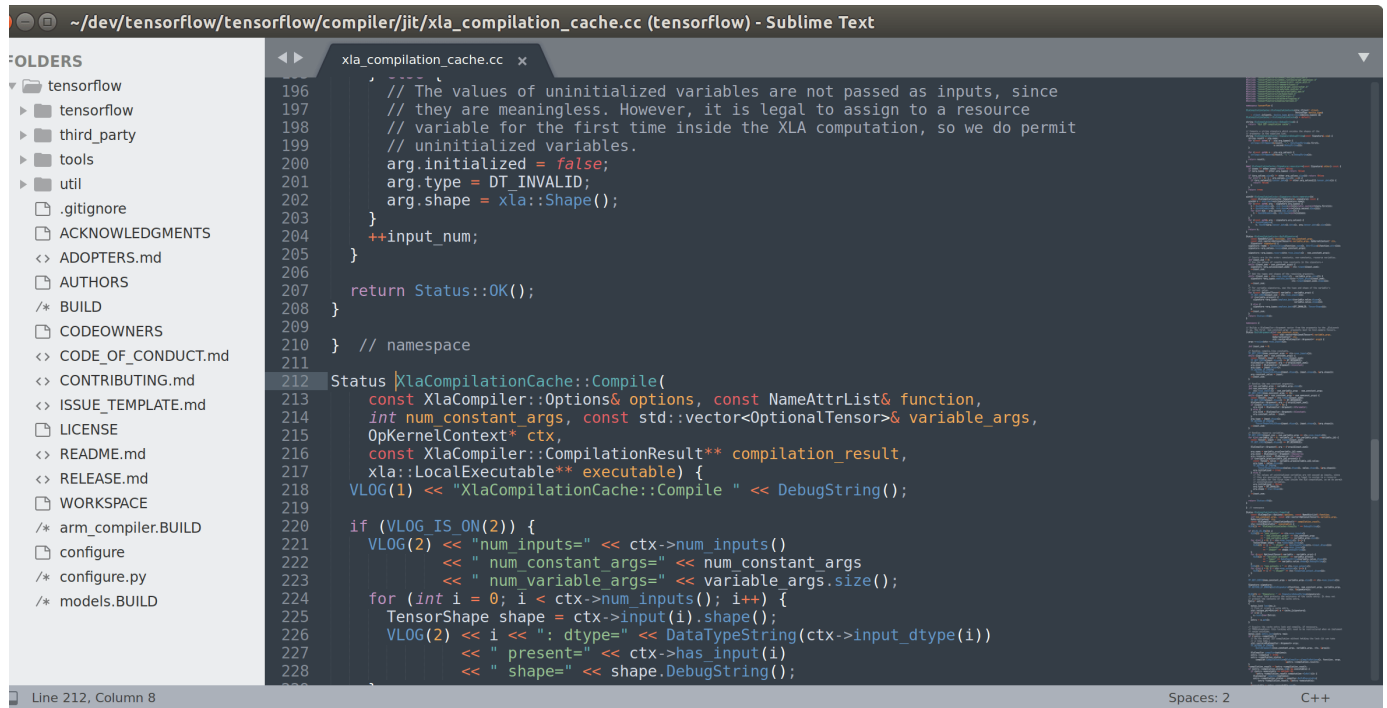 ~/dev/tensorflow/tensorflow/compiler/jit/xla_compilation_cache.cc (tensorflow) - Sublime Text
FOLDERS
tensorflow
tensorflow
third_party
tools
util
.gitignore
ACKNOWLEDGMENTS
<> ADOPTERS.md
AUTHORS
/* BUILD
CODEOWNERS
<> CODE_OF_CONDUCT.md
<> CONTRIBUTING.md
<> ISSUE_TEMPLATE.md
LICENSE
<> README.md
<> RELEASE.md
WORKSPACE
/* arm_compiler.BUILD
configure
/* configure.py
/* models.BUILD
xla_compilation_cache.cc ×
196 // The values of uninitialized variables are not passed as inputs, since
197 // they are meaningless. However, it is legal to assign to a resource
198 // variable for the first time inside the XLA computation, so we do permit
199 // uninitialized variables.
200 arg.initialized = false;
201 arg.type = DT_INVALID;
202 arg.shape = xla::Shape();
203 }
204 ++input_num;
205 }
206
207 return Status::OK();
208 }
209
210 } // namespace
211
212 Status XlaCompilationCache::Compile(
213 const XlaCompiler::Options& options, const NameAttrList& function,
214 int num_constant_args, const std::vector<OptionalTensor>& variable_args,
215 OpKernelContext* ctx,
216 const XlaCompiler::CompilationResult** compilation_result,
217 xla::LocalExecutable** executable) {
218 VLOG(1) << "XlaCompilationCache::Compile " << DebugString();
219
220 if (VLOG_IS_ON(2)) {
221 VLOG(2) << "num_inputs=" << ctx->num_inputs()
222 << " num_constant_args=" << num_constant_args
223 << " num_variable_args=" << variable_args.size();
224 for (int i = 0; i < ctx->num_inputs(); i++) {
225 TensorShape shape = ctx->input(i).shape();
226 VLOG(2) << i << ": dtype=" << DataTypeString(ctx->input_dtype(i))
227 << " present=" << ctx->has_input(i)
228 << " shape=" << shape.DebugString();
Line 212, Column 8
Spaces: 2
C++